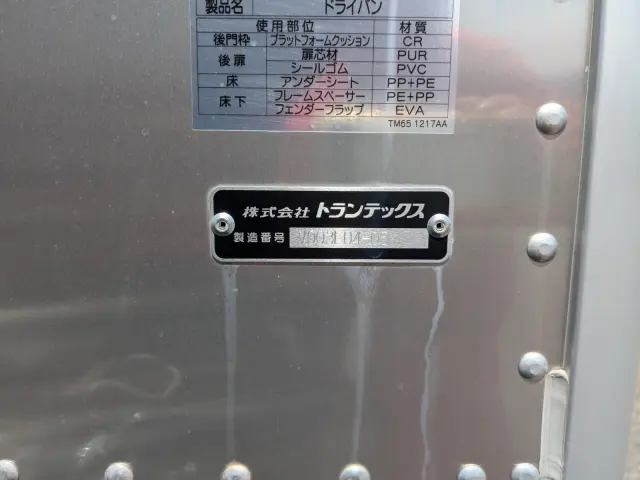 製品名 ドライバン
使用部位 材質
後門枠 プラットフォームクッション CR
後扉 扉芯材 PUR
シールゴム PVC
床 アンダーシート PP+PE
床下 フレームスペーサー PE+PP
フェンダーフラップ EVA
TM65 1217AA
株式会社 トランテックス
製造番号